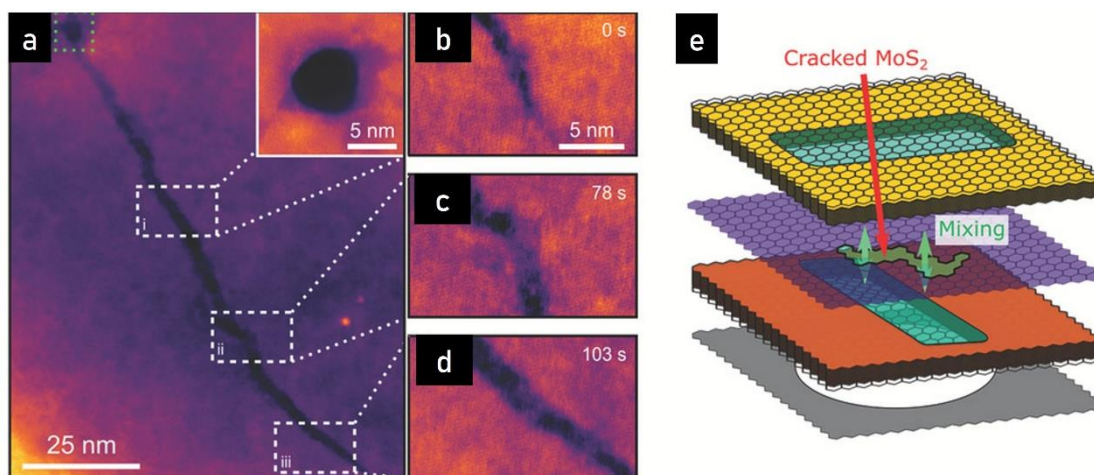 a
5 nm
i
ii
iii
25 nm
b
0 s
5 nm
c
78 s
d
103 s
e
Cracked MoS₂
Mixing